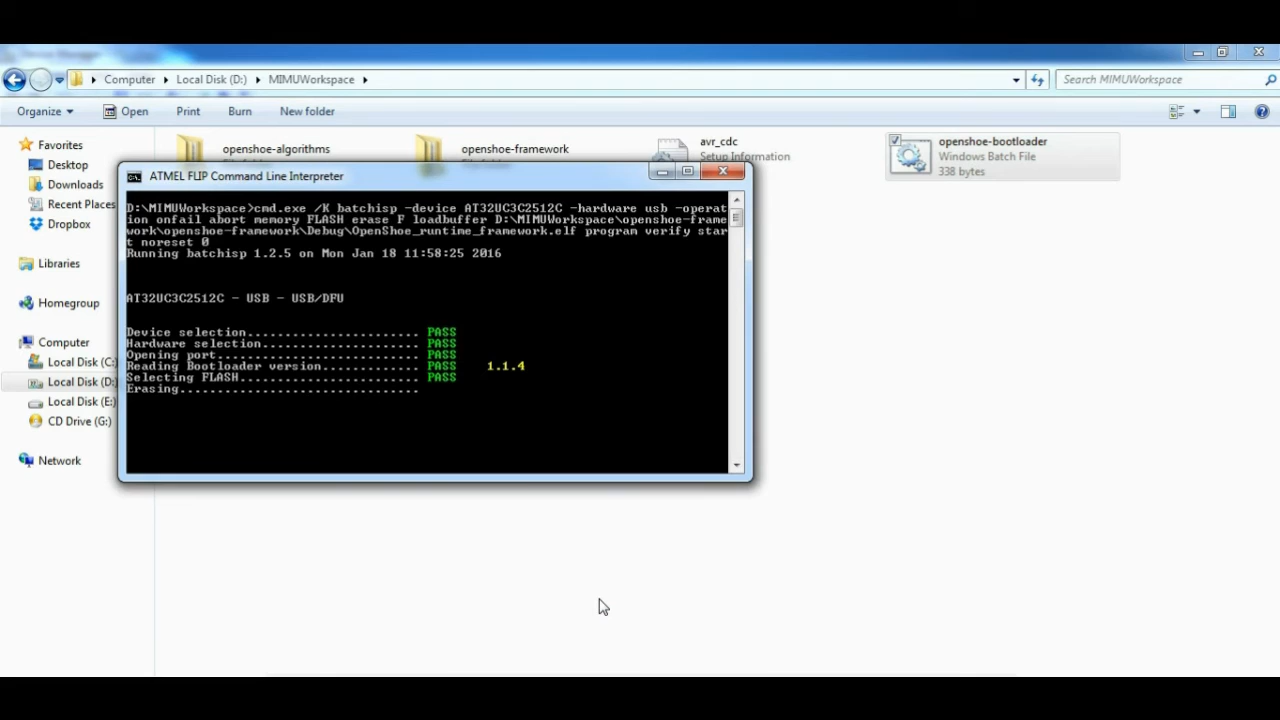 Computer
Local Disk (D:)
MIMUWorkspace
Search MIMUWorkspace
Organize
Open
Print
Burn
New folder
Favorites
Desktop
Downloads
Recent Places
Dropbox
Libraries
Homegroup
Computer
Local Disk (C:
Local Disk (D:
Local Disk (E:)
CD Drive (G:)
Network
openshoe-algorithms
openshoe-framework
avr_cdc
Setup Information
openshoe-bootloader
Windows Batch File
338 bytes
ATMEL FLIP Command Line Interpreter
D:\MIMUWorkspace>cmd.exe /K batchisp -device AT32UC3C2512C -hardware usb -operat
ion onfail abort memory FLASH erase F loadbuffer D:\MIMUWorkspace\openshoe-frame
work\openshoe-framework\Debug\OpenShoe_runtime_framework.elf program verify star
t noreset 0
Running batchisp 1.2.5 on Mon Jan 18 11:58:25 2016
AT32UC3C2512C - USB - USB/DFU
Device selection....................... PASS
Hardware selection..................... PASS
Opening port........................... PASS
Reading Bootloader version............. PASS    1.1.4
Selecting FLASH........................ PASS
Erasing................................